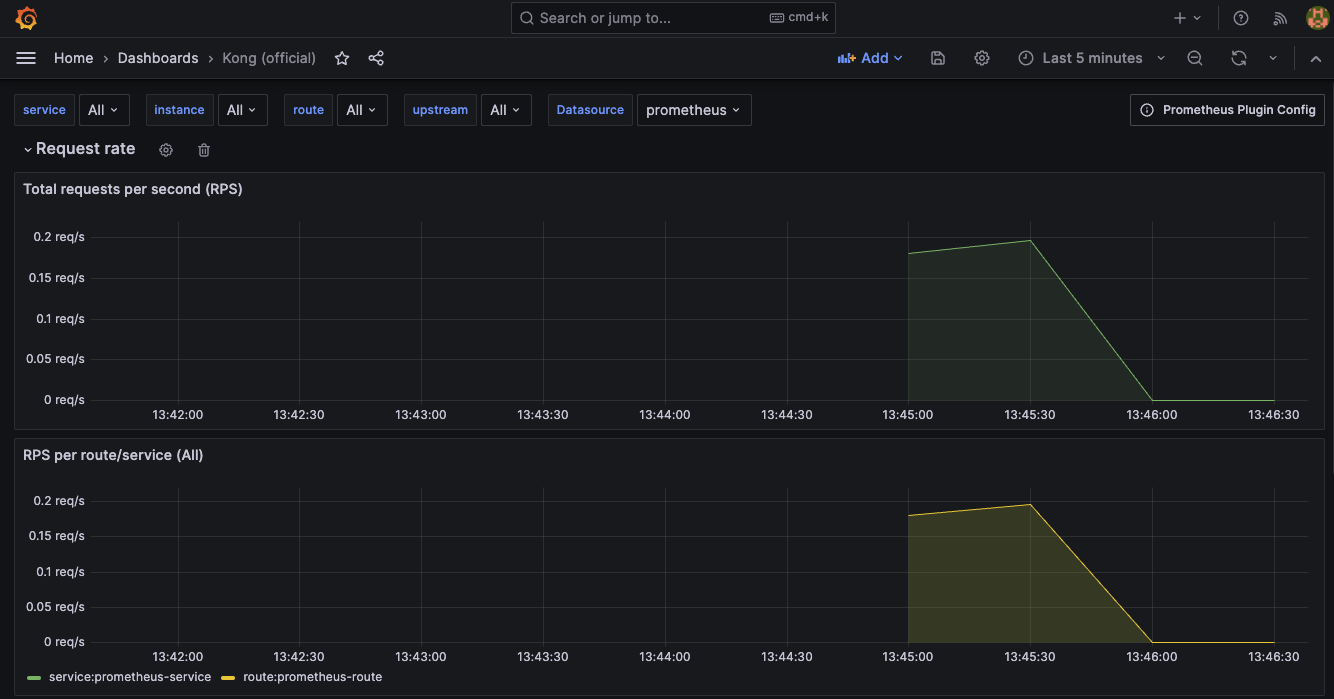 Search or jump to... cmd+k
Home › Dashboards › Kong (official) Add Last 5 minutes
service All instance All route All upstream All Datasource prometheus Prometheus Plugin Config
Request rate
Total requests per second (RPS)
0.2 req/s
0.15 req/s
0.1 req/s
0.05 req/s
0 req/s
13:42:00 13:42:30 13:43:00 13:43:30 13:44:00 13:44:30 13:45:00 13:45:30 13:46:00 13:46:30
RPS per route/service (All)
0.2 req/s
0.15 req/s
0.1 req/s
0.05 req/s
0 req/s
13:42:00 13:42:30 13:43:00 13:43:30 13:44:00 13:44:30 13:45:00 13:45:30 13:46:00 13:46:30
service:prometheus-service route:prometheus-route